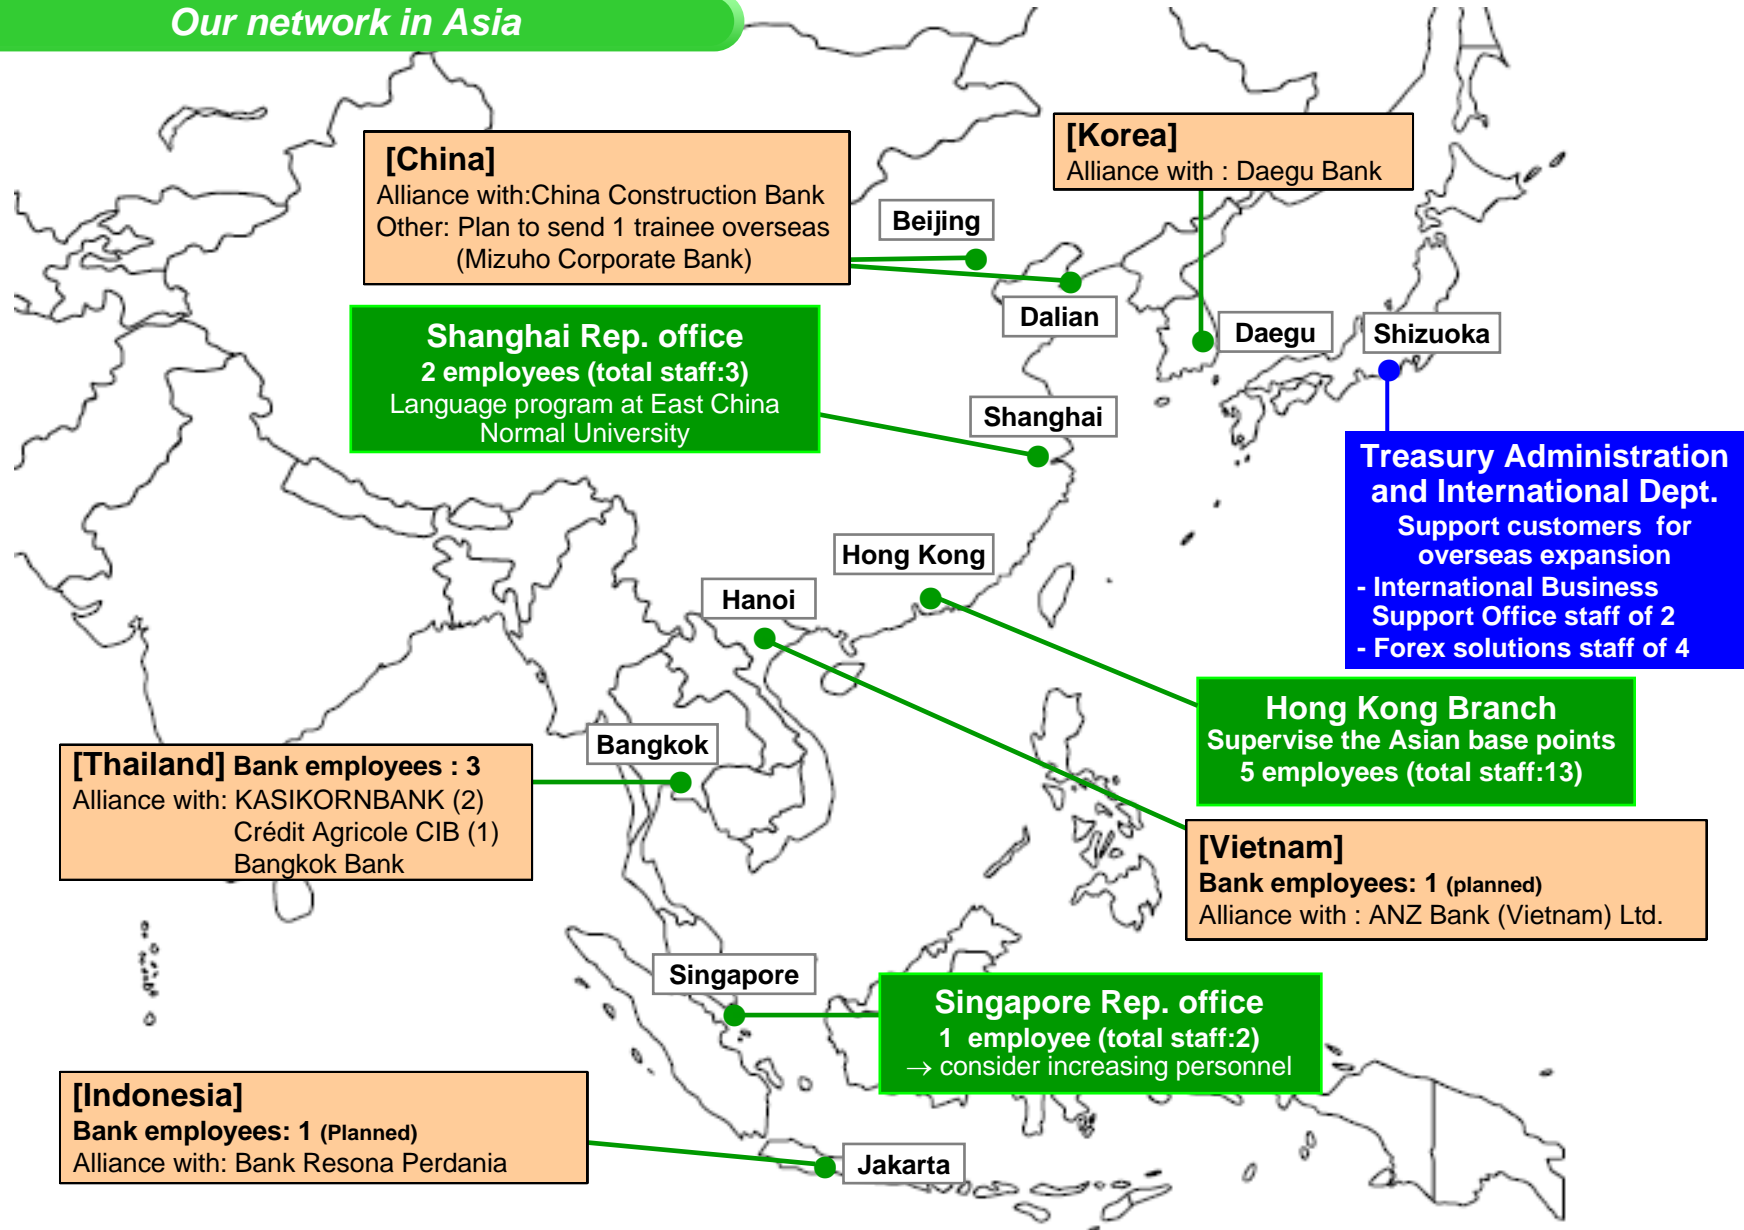 Our network in Asia
[China]
Alliance with:China Construction Bank
Other: Plan to send 1 trainee overseas
(Mizuho Corporate Bank)
[Korea]
Alliance with : Daegu Bank
Beijing
Dalian
Daegu
Shizuoka
Shanghai Rep. office
2 employees (total staff:3)
Language program at East China
Normal University
Shanghai
Treasury Administration
and International Dept.
Support customers for
overseas expansion
- International Business
Support Office staff of 2
- Forex solutions staff of 4
Hong Kong
Hanoi
Hong Kong Branch
Supervise the Asian base points
5 employees (total staff:13)
Bangkok
[Thailand] Bank employees : 3
Alliance with: KASIKORNBANK (2)
Crédit Agricole CIB (1)
Bangkok Bank
[Vietnam]
Bank employees: 1 (planned)
Alliance with : ANZ Bank (Vietnam) Ltd.
Singapore
Singapore Rep. office
1 employee (total staff:2)
→ consider increasing personnel
[Indonesia]
Bank employees: 1 (Planned)
Alliance with: Bank Resona Perdania
Jakarta